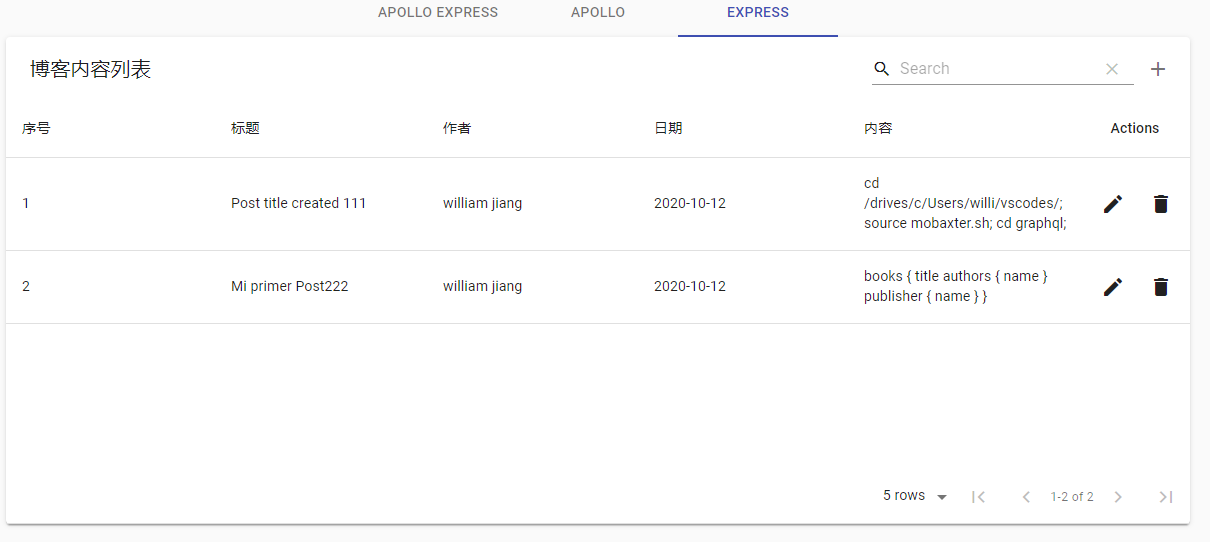 APOLLO EXPRESS APOLLO EXPRESS
博客内容列表 Search
序号 标题 作者 日期 内容 Actions
1 Post title created 111 william jiang 2020-10-12 cd
/drives/c/Users/willi/vscodes/;
source mobaxter.sh; cd graphql;
2 Mi primer Post222 william jiang 2020-10-12 books { title authors { name }
publisher { name } }
5 rows 1-2 of 2